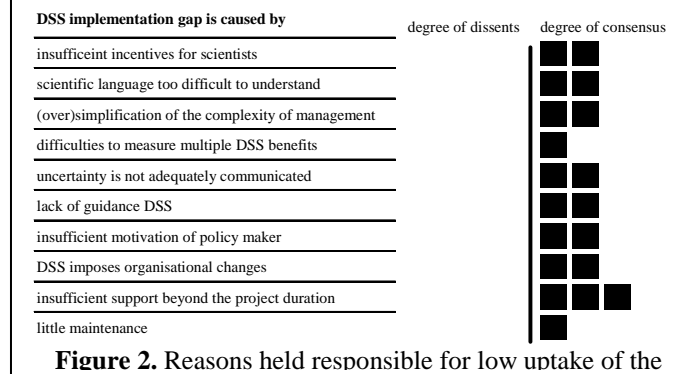 DSS implementation gap is caused by
degree of dissents degree of consensus
insufficeint incentives for scientists
scientific language too difficult to understand
(over)simplification of the complexity of management
difficulties to measure multiple DSS benefits
uncertainty is not adequately communicated
lack of guidance DSS
insufficient motivation of policy maker
DSS imposes organisational changes
insufficient support beyond the project duration
little maintenance
Figure 2. Reasons held responsible for low uptake of the